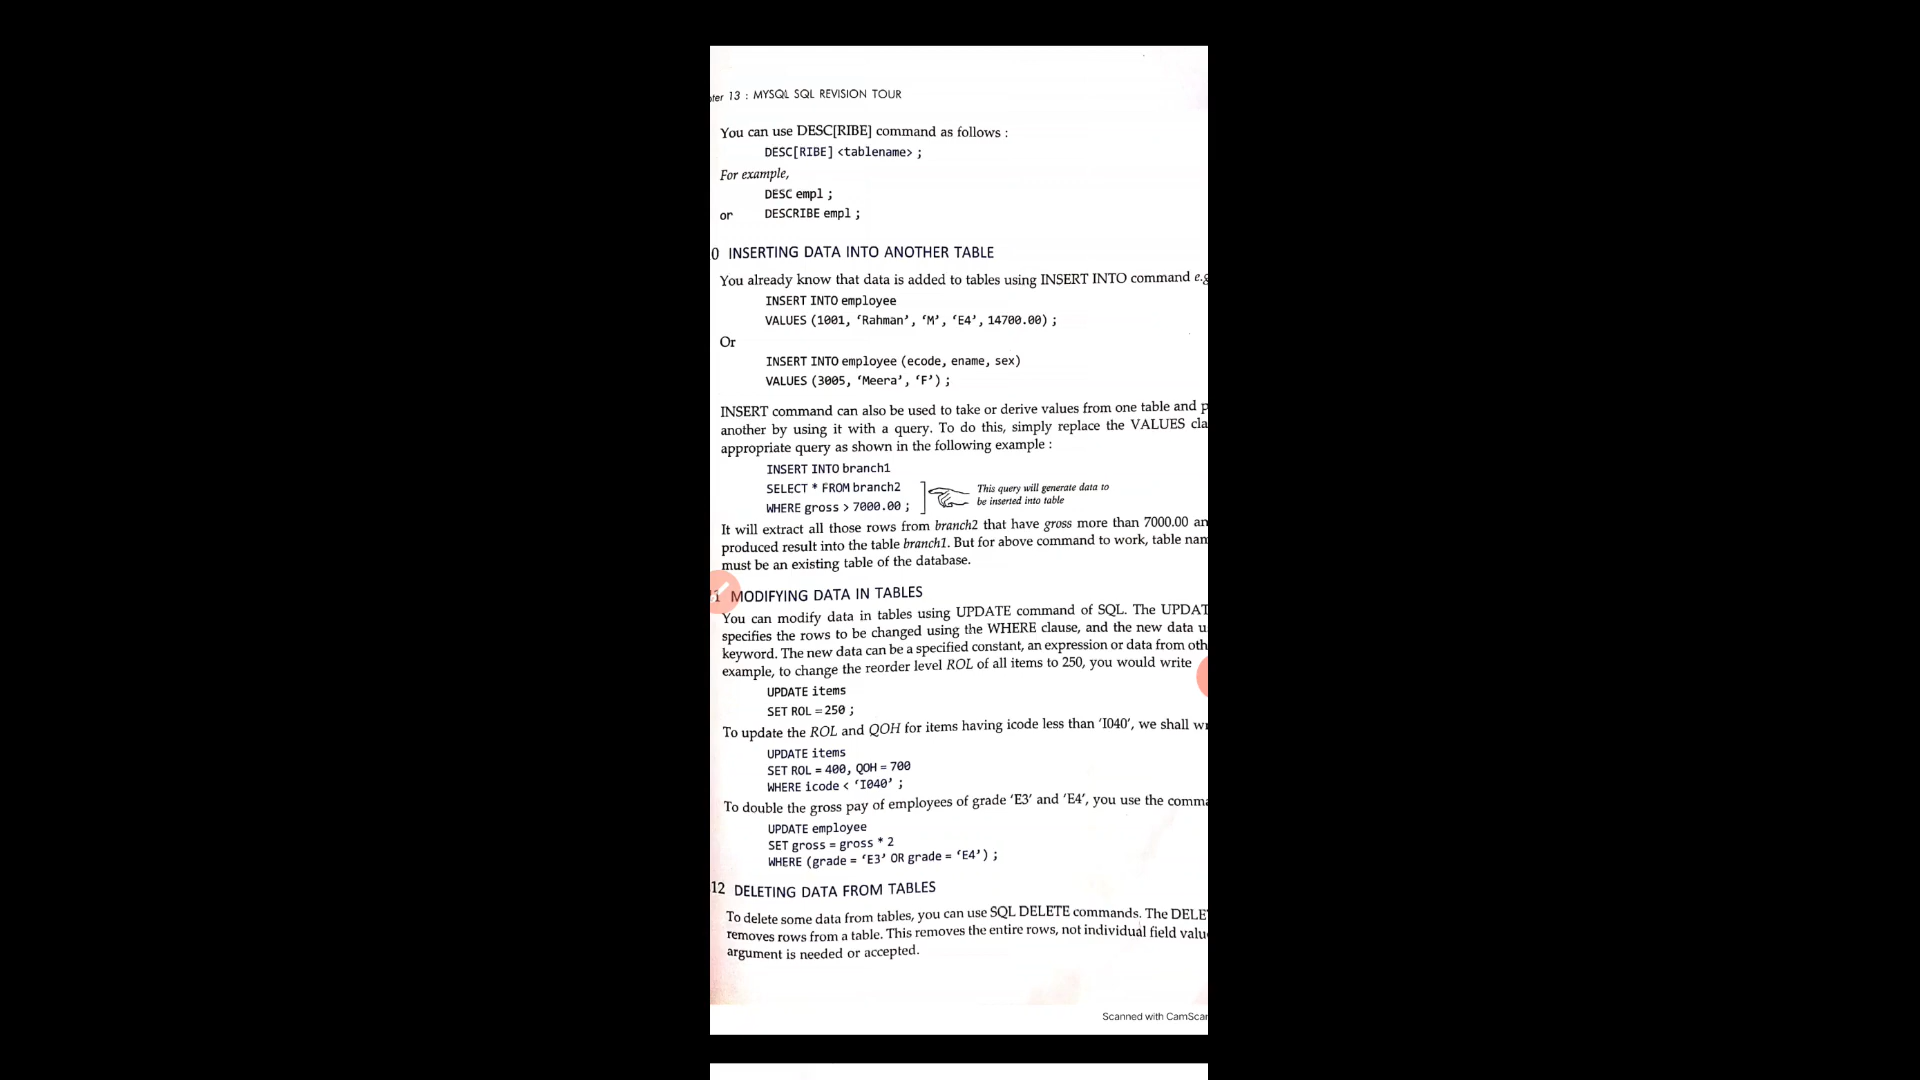 ter 13 : MYSQL SQL REVISION TOUR
You can use DESC[RIBE] command as follows :
DESC[RIBE] <tablename> ;
For example,
DESC empl ;
or DESCRIBE empl ;
0 INSERTING DATA INTO ANOTHER TABLE
You already know that data is added to tables using INSERT INTO command e.g
INSERT INTO employee
VALUES (1001, ‘Rahman’, ‘M’, ‘E4’, 14700.00) ;
Or
INSERT INTO employee (ecode, ename, sex)
VALUES (3005, ‘Meera’, ‘F’) ;
INSERT command can also be used to take or derive values from one table and p
another by using it with a query. To do this, simply replace the VALUES cla
appropriate query as shown in the following example :
INSERT INTO branch1
SELECT * FROM branch2
WHERE gross > 7000.00 ;
This query will generate data to
be inserted into table
It will extract all those rows from branch2 that have gross more than 7000.00 an
produced result into the table branch1. But for above command to work, table nam
must be an existing table of the database.
1 MODIFYING DATA IN TABLES
You can modify data in tables using UPDATE command of SQL. The UPDAT
specifies the rows to be changed using the WHERE clause, and the new data u
keyword. The new data can be a specified constant, an expression or data from oth
example, to change the reorder level ROL of all items to 250, you would write
UPDATE items
SET ROL = 250 ;
To update the ROL and QOH for items having icode less than ‘I040’, we shall wr
UPDATE items
SET ROL = 400, QOH = 700
WHERE icode < ‘I040’ ;
To double the gross pay of employees of grade ‘E3’ and ‘E4’, you use the comma
UPDATE employee
SET gross = gross * 2
WHERE (grade = ‘E3’ OR grade = ‘E4’) ;
12 DELETING DATA FROM TABLES
To delete some data from tables, you can use SQL DELETE commands. The DELE
removes rows from a table. This removes the entire rows, not individual field valu
argument is needed or accepted.
Scanned with CamScan